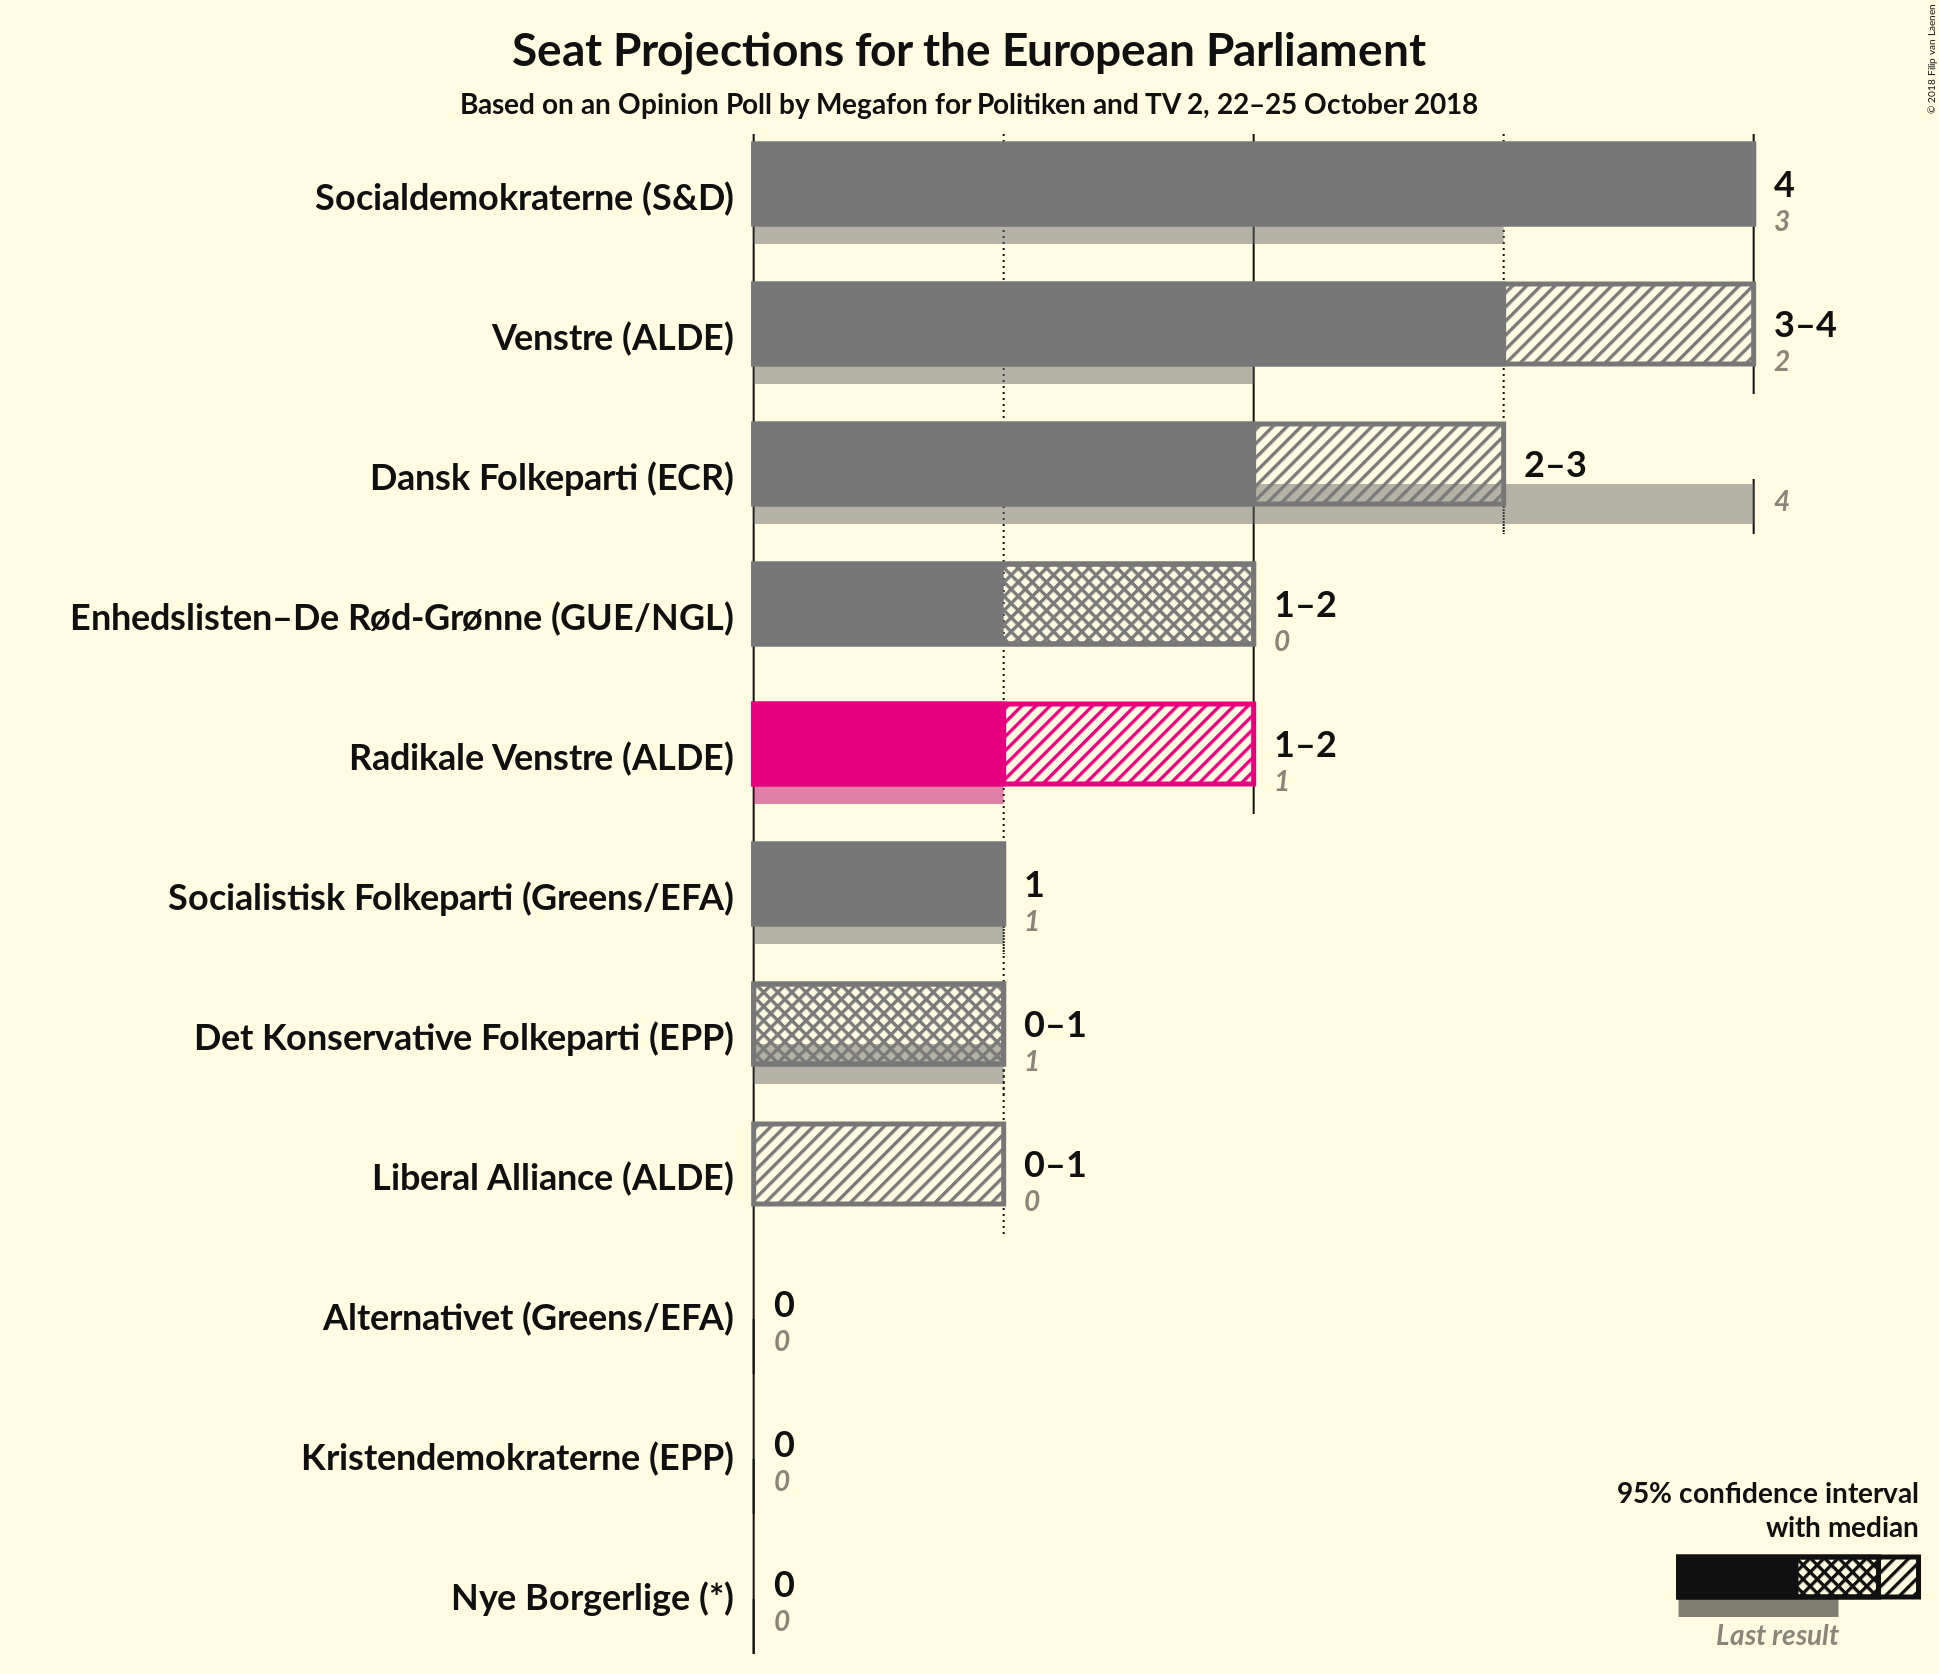 Seat Projections for the European Parliament
Based on an Opinion Poll by Megafon for Politiken and TV 2, 22–25 October 2018
© 2018 Filip van Laenen
Socialdemokraterne (S&D)
4
3
Venstre (ALDE)
3–4
2
Dansk Folkeparti (ECR)
2–3
4
Enhedslisten–De Rød-Grønne (GUE/NGL)
1–2
0
Radikale Venstre (ALDE)
1–2
1
Socialistisk Folkeparti (Greens/EFA)
1
1
Det Konservative Folkeparti (EPP)
0–1
1
Liberal Alliance (ALDE)
0–1
0
Alternativet (Greens/EFA)
0
0
Kristendemokraterne (EPP)
0
0
Nye Borgerlige (*)
0
0
95% confidence interval
with median
Last result